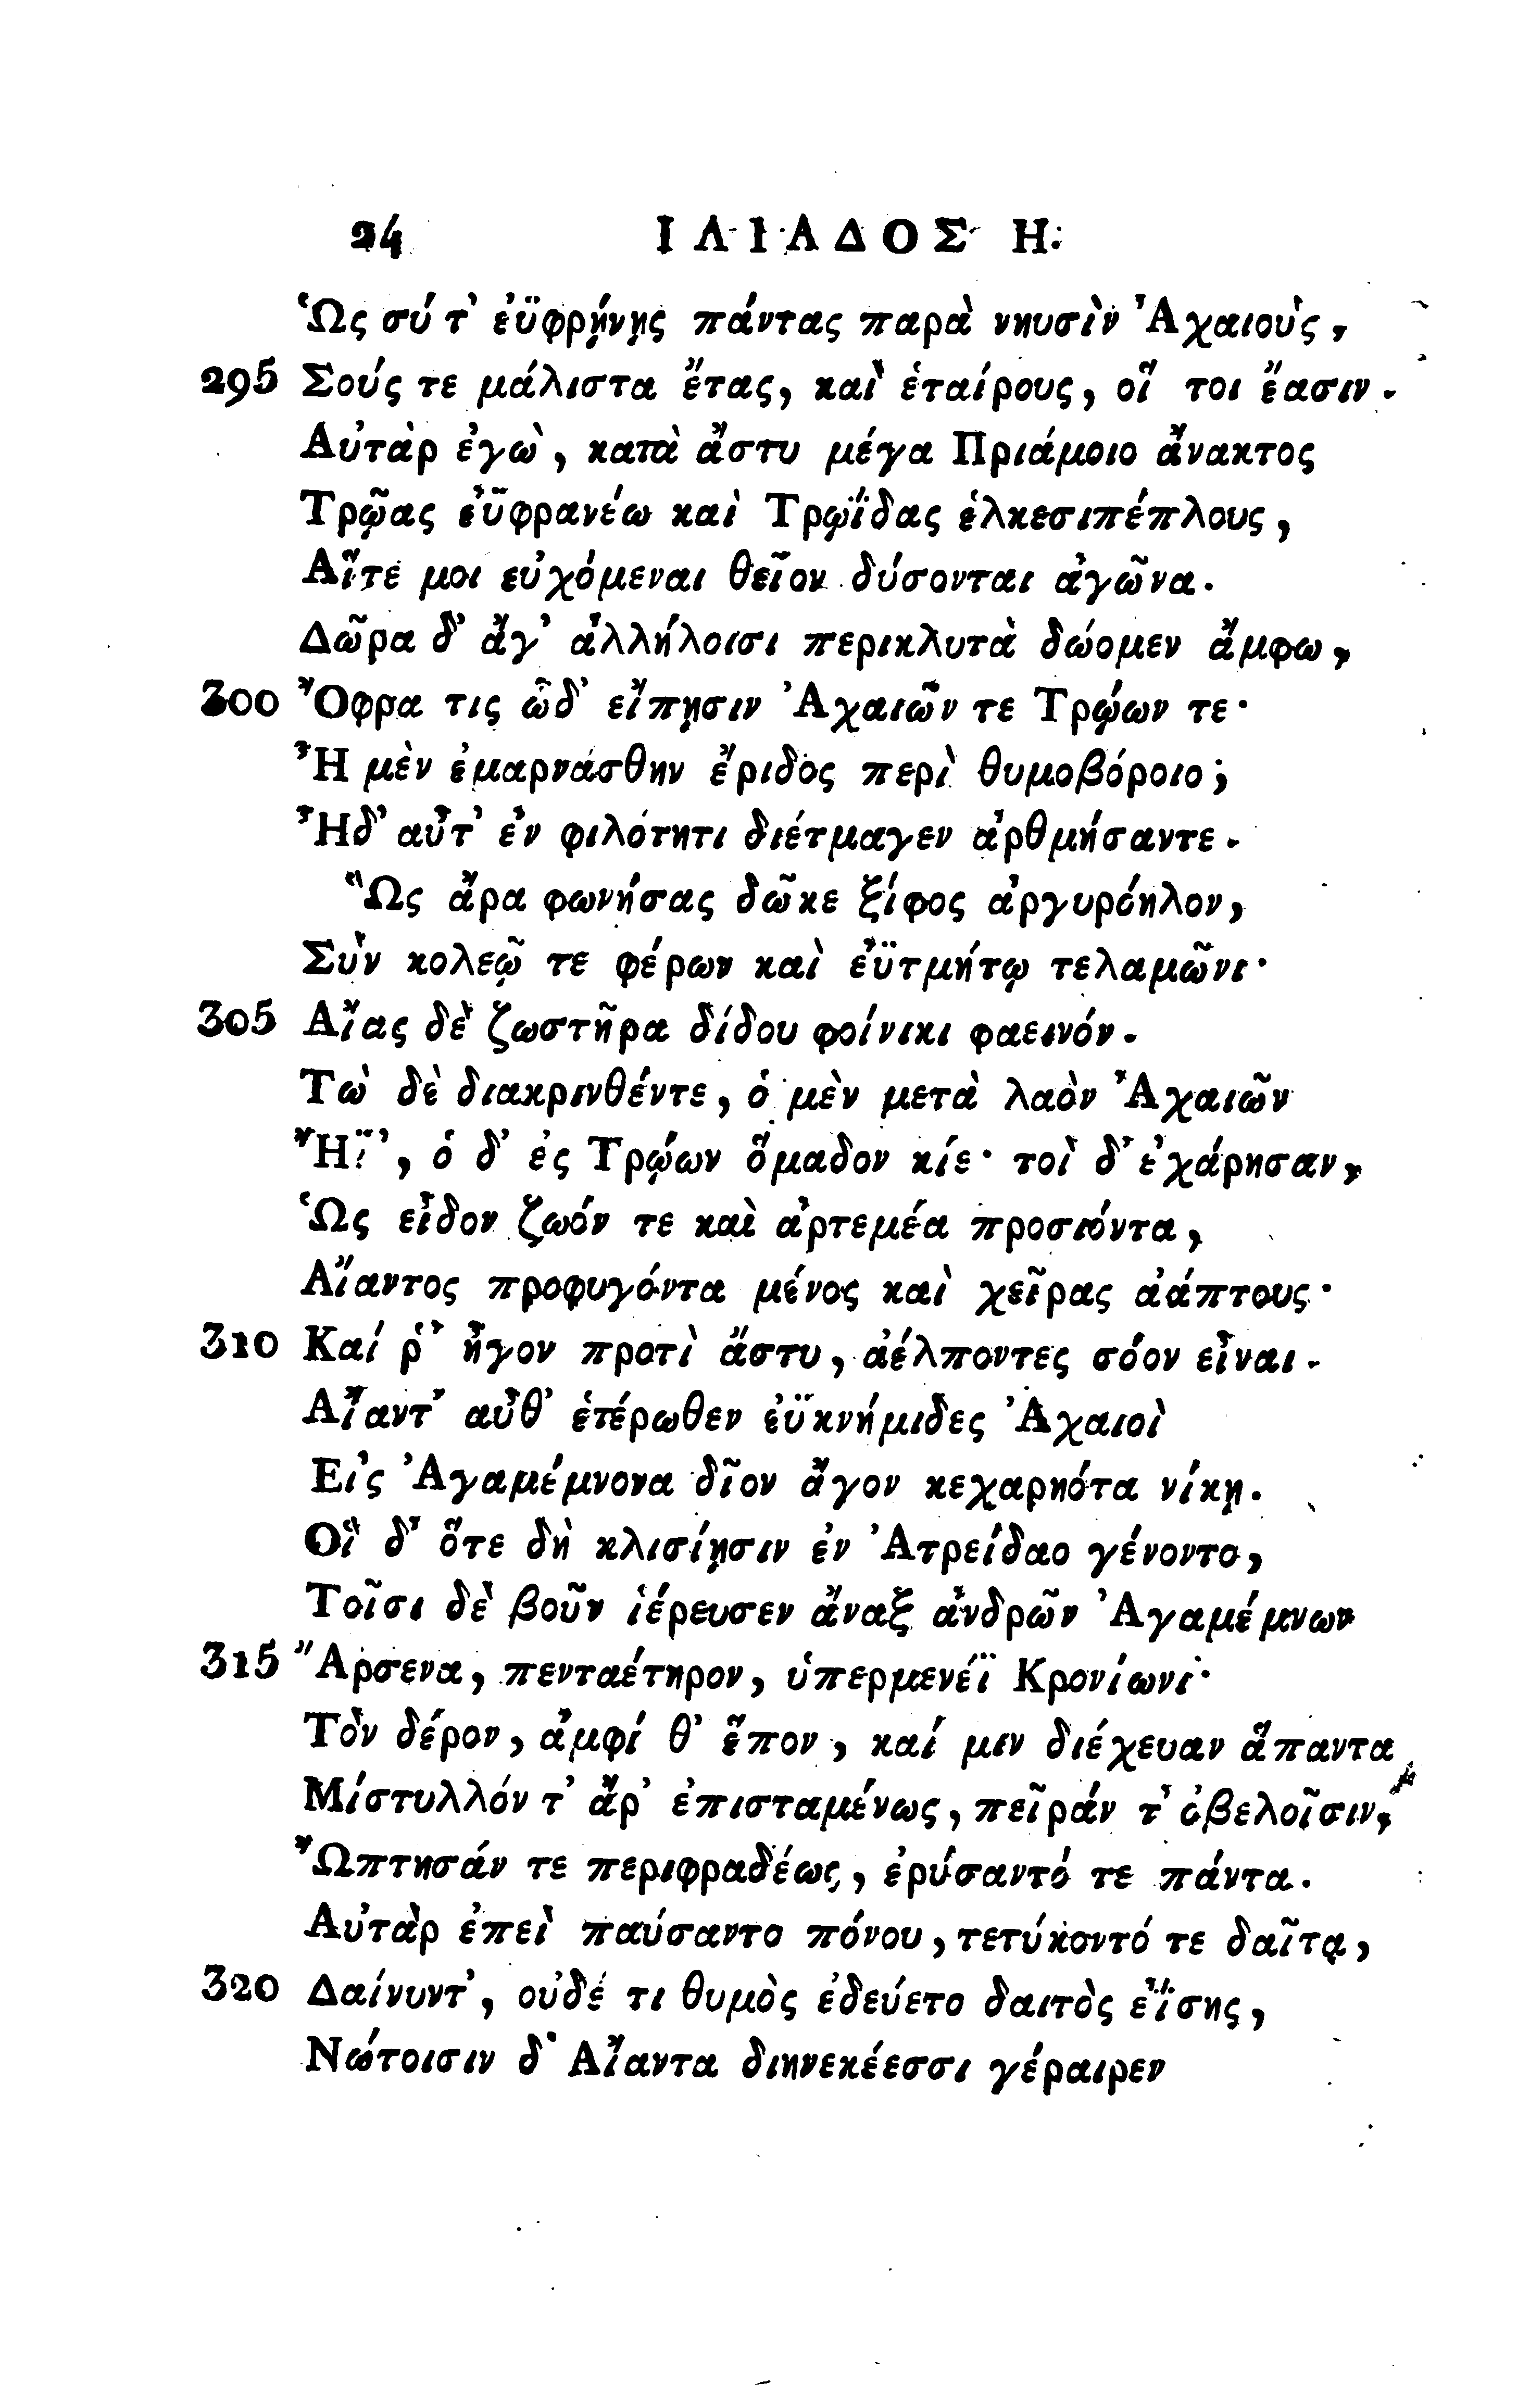 24 ΙΛΙΑΔΟΣ Η.
Ὡς σύ τ' ἐϋφρήνῃς πάντας παρὰ νηυσὶν Ἀχαιούς,
295 Σούς τε μάλιστα ἔτας, καὶ ἑταίρους, οἵ τοι ἔασιν.
Αὐτὰρ ἐγὼ, κατὰ ἄστυ μέγα Πριάμοιο ἄνακτος
Τρῶας ἐϋφρανέω καὶ Τρωΐδας ἑλκεσιπέπλους,
Αἵτέ μοι εὐχόμεναι θεῖον δύσονται ἀγῶνα.
Δῶρα δ' ἄγ' ἀλλήλοισι περικλυτὰ δώομεν ἄμφω,
300 Ὄφρα τις ὧδ' εἴπῃσιν Ἀχαιῶν τε Τρῴων τε·
Ἢ μὲν ἐμαρνάσθην ἔριδος περὶ θυμοβόροιο;
Ἠδ' αὖτ' ἐν φιλότητι διέτμαγεν ἀρθμήσαντε.
Ὣς ἄρα φωνήσας δῶκε ξίφος ἀργυρόηλον,
Σὺν κολεῷ τε φέρων καὶ ἐϋτμήτῳ τελαμῶνι·
305 Αἴας δὲ ζωστῆρα δίδου φοίνικι φαεινόν.
Τὼ δὲ διακρινθέντε, ὁ μὲν μετὰ λαὸν Ἀχαιῶν
Ἤϊ', ὁ δ' ἐς Τρῴων ὅμαδον κίε· τοὶ δ' ἐχάρησαν,
Ὡς εἶδον ζωόν τε καὶ ἀρτεμέα προσιόντα,
Αἴαντος προφυγόντα μένος καὶ χεῖρας ἀάπτους·
310 Καί ῥ' ἦγον προτὶ ἄστυ, ἀέλποντες σόον εἶναι.
Αἴαντ' αὖθ' ἑτέρωθεν ἐϋκνήμιδες Ἀχαιοὶ
Εἰς Ἀγαμέμνονα δῖον ἄγον κεχαρηότα νίκῃ.
Οἳ δ' ὅτε δὴ κλισίῃσιν ἐν Ἀτρείδαο γένοντο,
Τοῖσι δὲ βοῦν ἱέρευσεν ἄναξ ἀνδρῶν Ἀγαμέμνων
315 Ἄρσενα, πενταέτηρον, ὑπερμενέϊ Κρονίωνι·
Τὸν δέρον, ἀμφί θ' ἕπον, καί μιν διέχευαν ἅπαντα
Μίστυλλόν τ' ἄρ' ἐπισταμένως, πεῖράν τ' ὀβελοῖσιν,
Ὤπτησάν τε περιφραδέως, ἐρύσαντό τε πάντα.
Αὐτὰρ ἐπεὶ παύσαντο πόνου, τετύκοντό τε δαῖτα,
320 Δαίνυντ', οὐδέ τι θυμὸς ἐδεύετο δαιτὸς ἐΐσης,
Νώτοισιν δ' Αἴαντα διηνεκέεσσι γέραιρεν